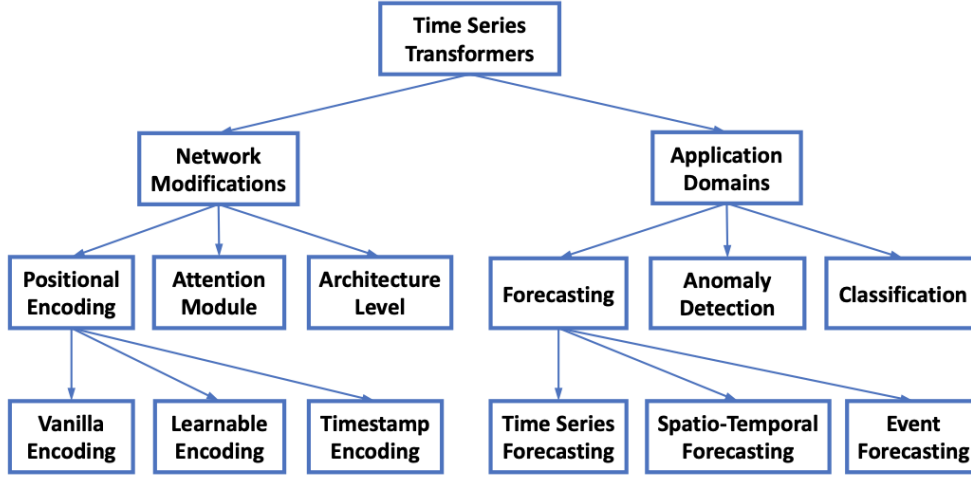 Time Series
Transformers
Network
Modifications
Application
Domains
Positional
Encoding
Attention
Module
Architecture
Level
Forecasting
Anomaly
Detection
Classification
Vanilla
Encoding
Learnable
Encoding
Timestamp
Encoding
Time Series
Forecasting
Spatio-Temporal
Forecasting
Event
Forecasting